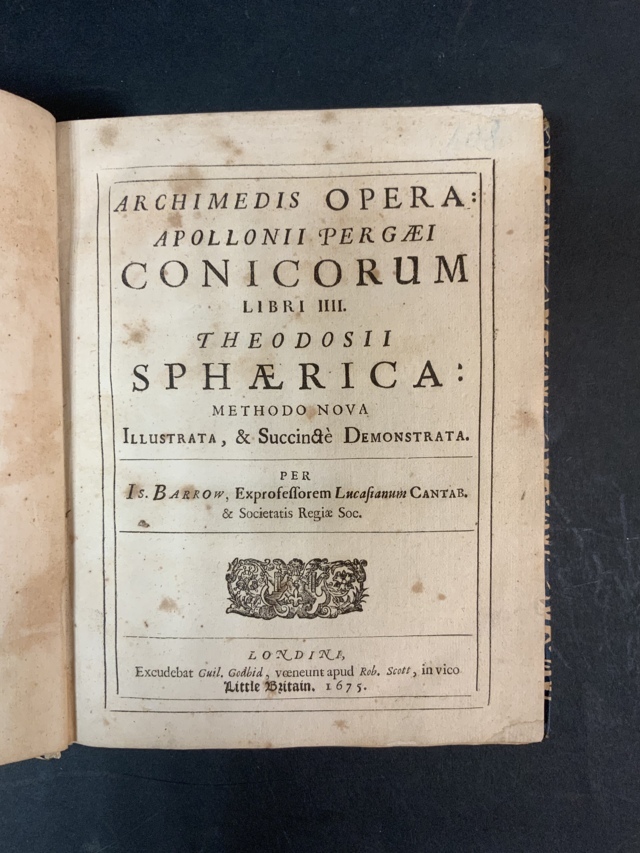 ARCHIMEDIS OPERA:
APOLLONII PERGÆI
CONICORUM
LIBRI IIII.
THEODOSII
SPHÆRICA:
METHODO NOVA
ILLUSTRATA, & Succinctè DEMONSTRATA.
PER
IS. BARROW, Exprofeſſorem Lucaſianum CANTAB.
& Societatis Regiæ Soc.
LONDINI,
Excudebat Guil. Godbid, vœneunt apud Rob. Scott, in vico
Little Britain. 1675.